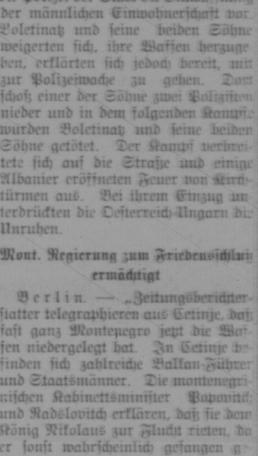 der männlichen Einwohnerschaft vor.
Boletinatz und seine beiden Söhne
weigerten sich, ihre Waffen herzuge-
ben, erklärten sich jedoch bereit, mit
zur Polizeiwache zu gehen. Dort
schoß einer der Söhne zwei Polizisten
nieder und in dem folgenden Kampfe
wurden Boletinatz und seine beiden
Söhne getötet. Der Kampf verbrei-
tete sich auf die Straße und einige
Albanier eröffneten Feuer von Kirch-
türmen aus. Bei ihrem Einzug un-
terdrückten die Oesterreich-Ungarn die
Unruhen.
Mont. Regierung zum Friedensschluß
ermächtigt
Berlin. — „Zeitungsberichter-
statter telegraphieren aus Cetinje, daß
fast ganz Montenegro jetzt die Waf-
fen niedergelegt hat. In Cetinje be-
finden sich zahlreiche Balkan-Führer
und Staatsmänner. Die montenegri-
nischen Kabinettsminister Popovitch
und Radslovitch erklären, daß sie dem
König Nikolaus zur Flucht rieten, da
er sonst wahrscheinlich gefangen g